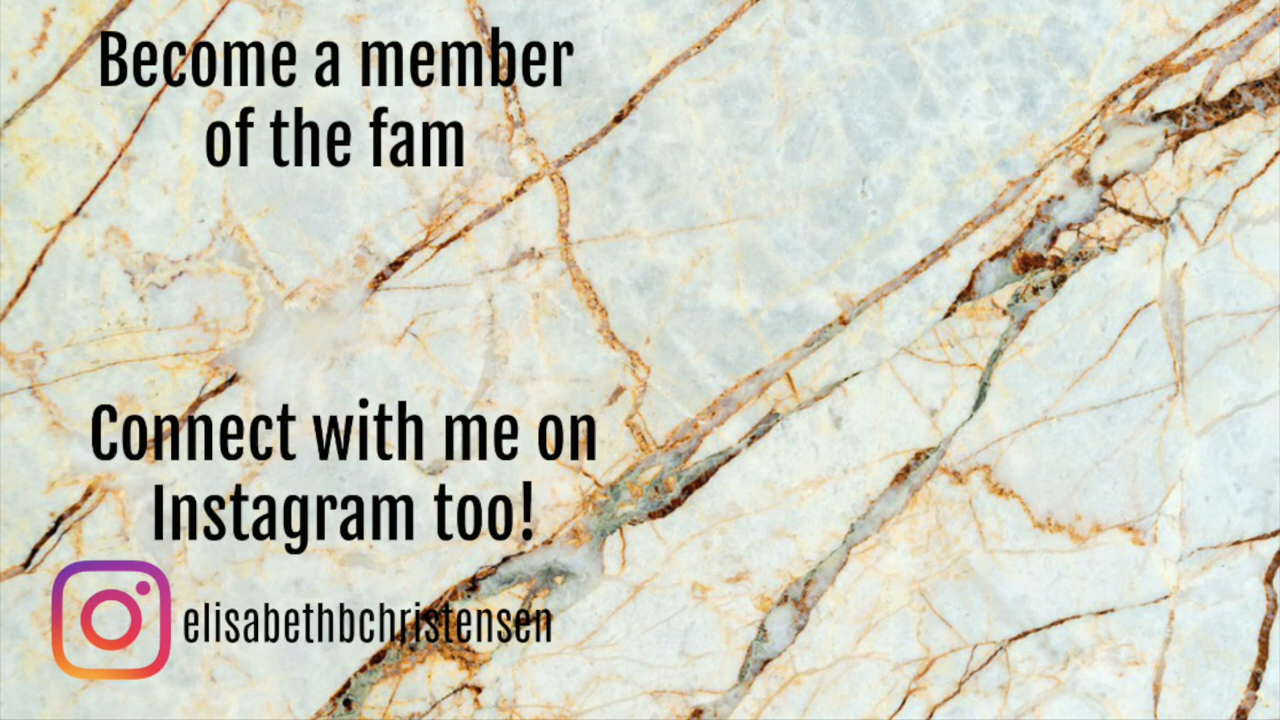 Become a member
of the fam
Connect with me on
Instagram too!
elisabethbchristensen